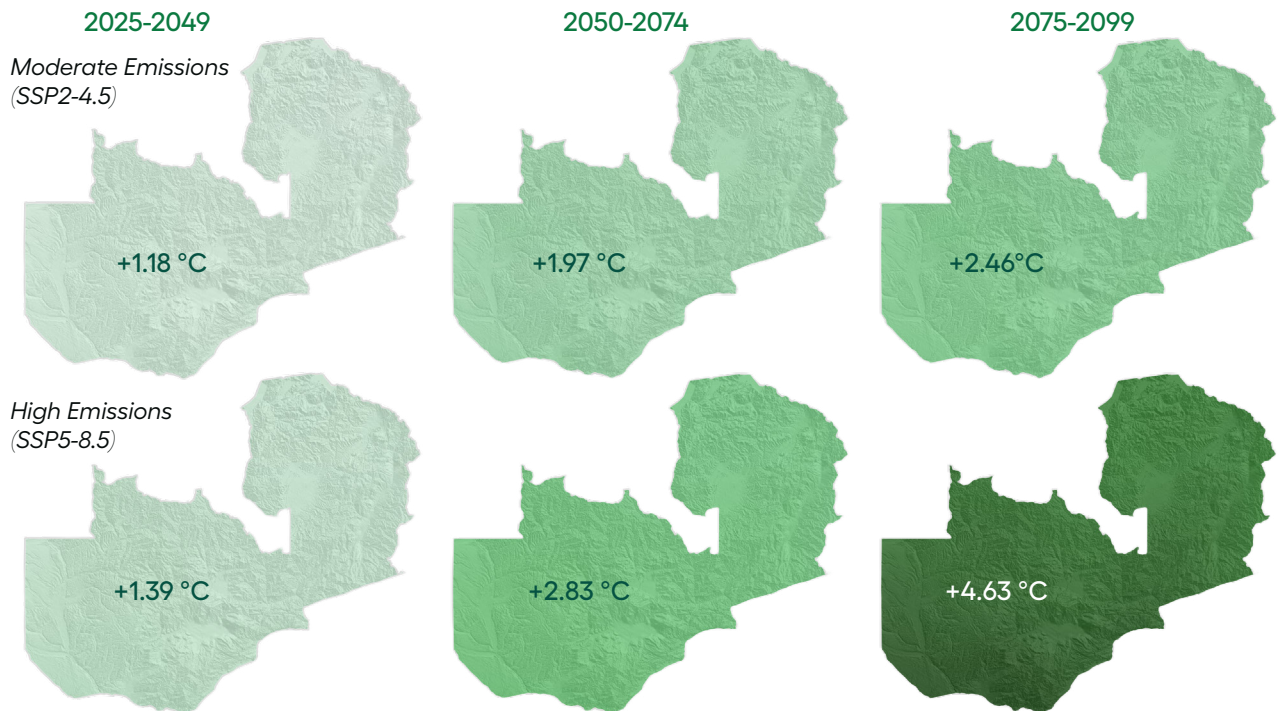 2025-2049
2050-2074
2075-2099
Moderate Emissions
(SSP2-4.5)
+1.18 °C
+1.97 °C
+2.46°C
High Emissions
(SSP5-8.5)
+1.39 °C
+2.83 °C
+4.63 °C